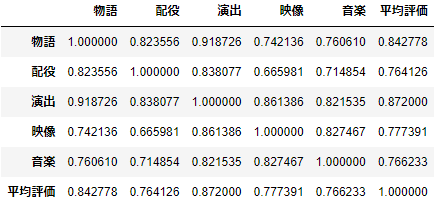 物語 配役 演出 映像 音楽 平均評価
物語 1.000000 0.823556 0.918726 0.742136 0.760610 0.842778
配役 0.823556 1.000000 0.838077 0.665981 0.714854 0.764126
演出 0.918726 0.838077 1.000000 0.861386 0.821535 0.872000
映像 0.742136 0.665981 0.861386 1.000000 0.827467 0.777391
音楽 0.760610 0.714854 0.821535 0.827467 1.000000 0.766233
平均評価 0.842778 0.764126 0.872000 0.777391 0.766233 1.000000